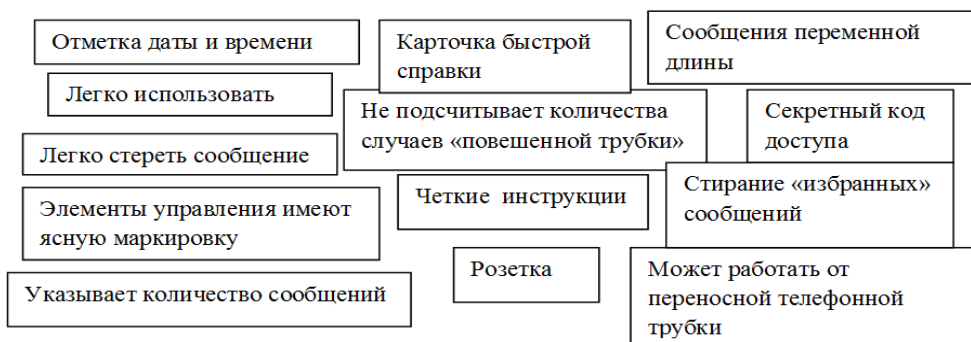 Отметка даты и времени
Карточка быстрой
справки
Сообщения переменной
длины
Легко использовать
Не подсчитывает количества
случаев «повешенной трубки»
Секретный код
доступа
Легко стереть сообщение
Четкие инструкции
Стирание «избранных»
сообщений
Элементы управления имеют
ясную маркировку
Розетка
Может работать от
переносной телефонной
трубки
Указывает количество сообщений